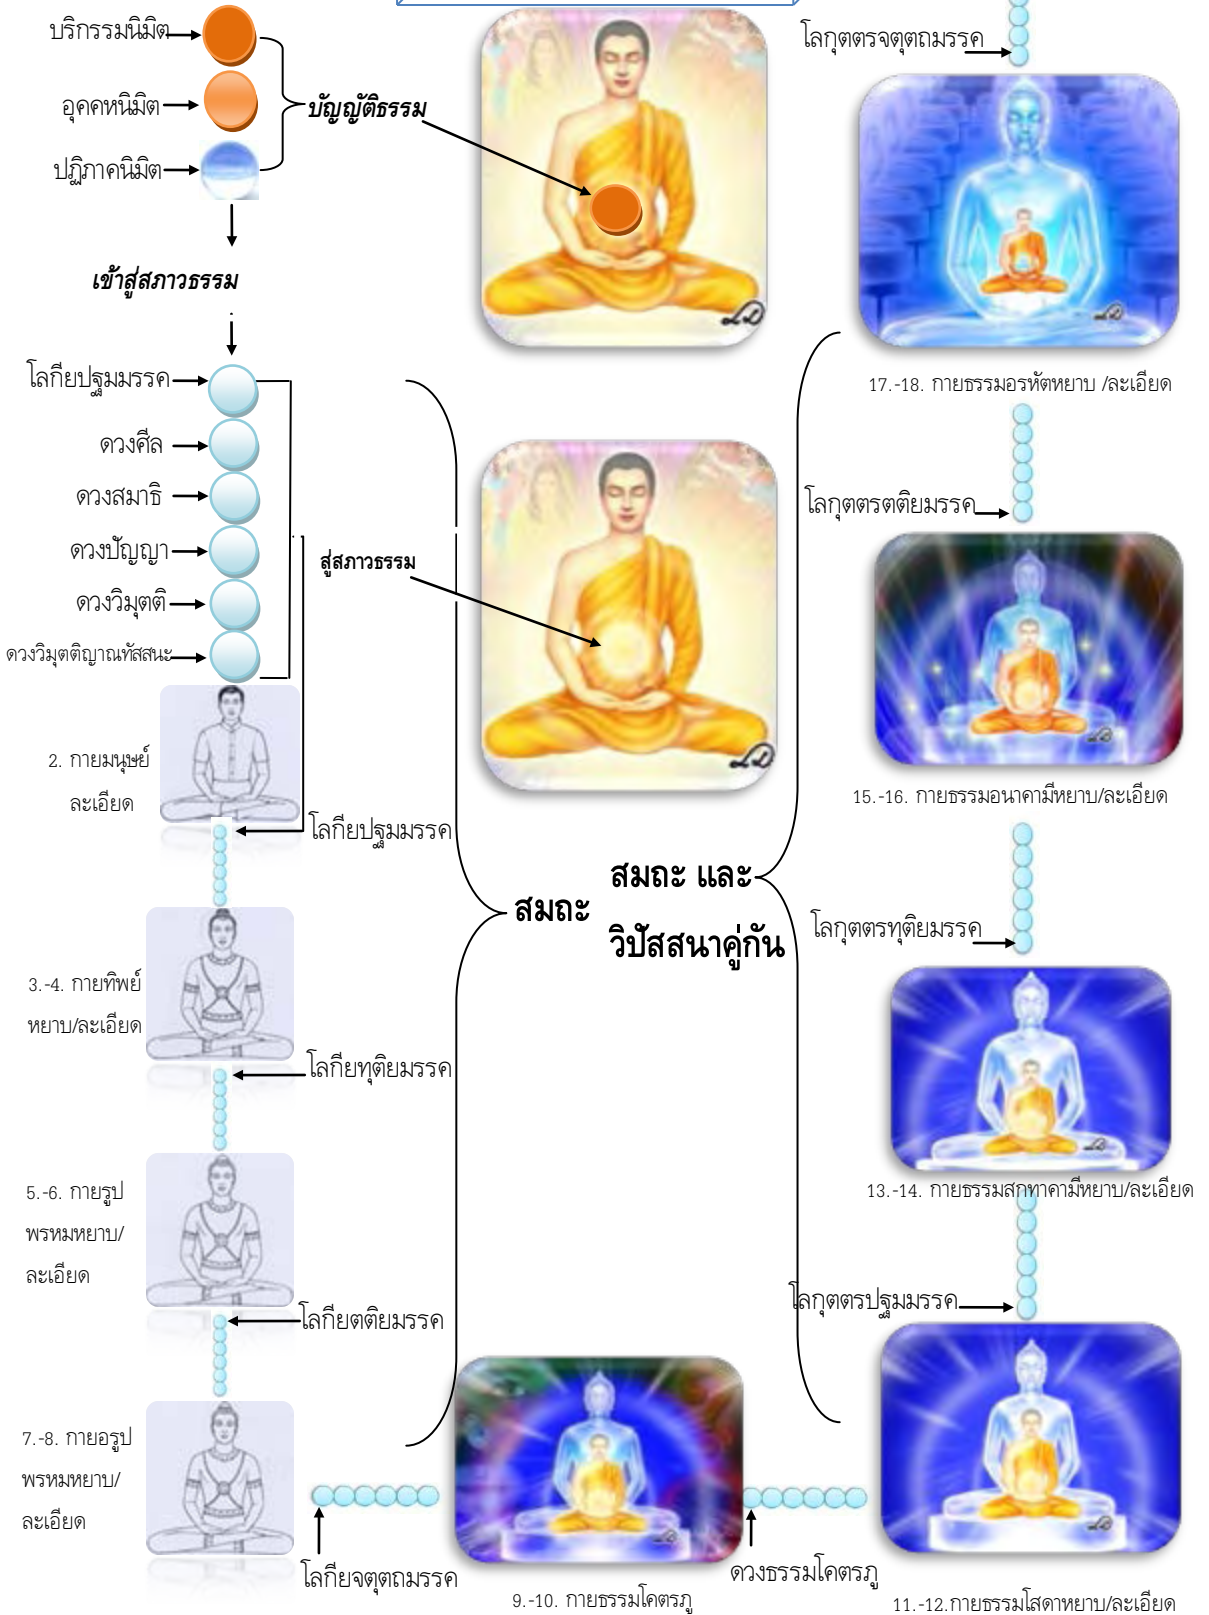 บริกรรมนิมิต
อุคคหนิมิต
ปฏิภาคนิมิต
บัญญัติธรรม
เข้าสู่สภาวธรรม
โลกียปฐมมรรค
ดวงศีล
ดวงสมาธิ
ดวงปัญญา
ดวงวิมุตติ
ดวงวิมุตติญาณทัสสนะ
สู่สภาวธรรม
2. กายมนุษย์
ละเอียด
โลกียปฐมมรรค
3.-4. กายทิพย์
หยาบ/ละเอียด
โลกียทุติยมรรค
5.-6. กายรูป
พรหมหยาบ/
ละเอียด
โลกียตติยมรรค
7.-8. กายอรูป
พรหมหยาบ/
ละเอียด
โลกียจตุตถมรรค
สมถะ
9.-10. กายธรรมโคตรภู
ดวงธรรมโคตรภู
สมถะ และ
วิปัสสนาคู่กัน
โลกุตตรจตุตถมรรค
17.-18. กายธรรมอรหัตหยาบ /ละเอียด
โลกุตตรตติยมรรค
15.-16. กายธรรมอนาคามีหยาบ/ละเอียด
โลกุตตรทุติยมรรค
13.-14. กายธรรมสกทาคามีหยาบ/ละเอียด
โลกุตตรปฐมมรรค
11.-12.กายธรรมโสดาหยาบ/ละเอียด